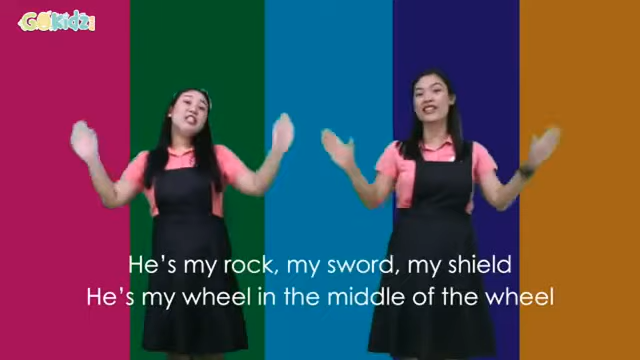 GOKidz!
He's my rock, my sword, my shield
He's my wheel in the middle of the wheel